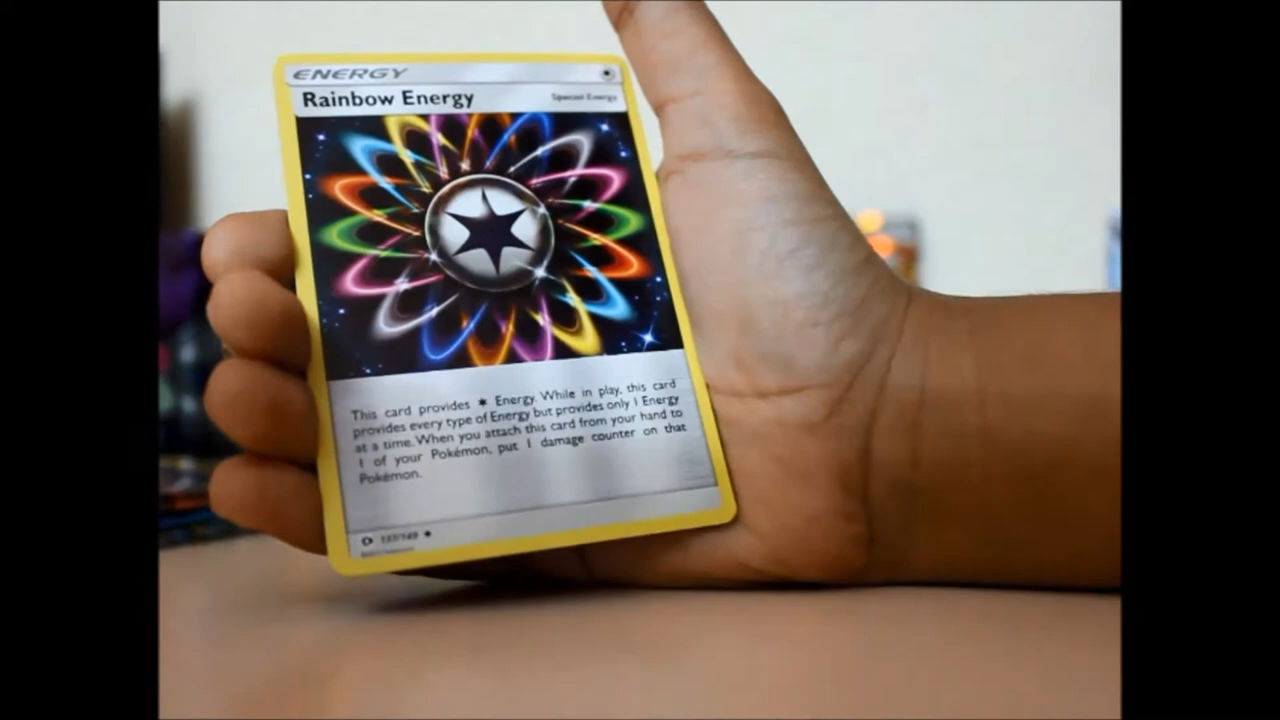 ENERGY
Rainbow Energy
Special Energy
This card provides * Energy. While in play, this card
provides every type of Energy but provides only 1 Energy
at a time. When you attach this card from your hand to
1 of your Pokémon, put 1 damage counter on that
Pokémon.
137/149